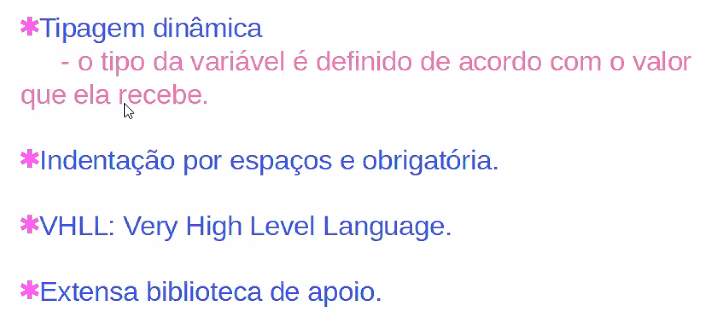 ✱Tipagem dinâmica
- o tipo da variável é definido de acordo com o valor
que ela recebe.
✱Indentação por espaços e obrigatória.
✱VHLL: Very High Level Language.
✱Extensa biblioteca de apoio.